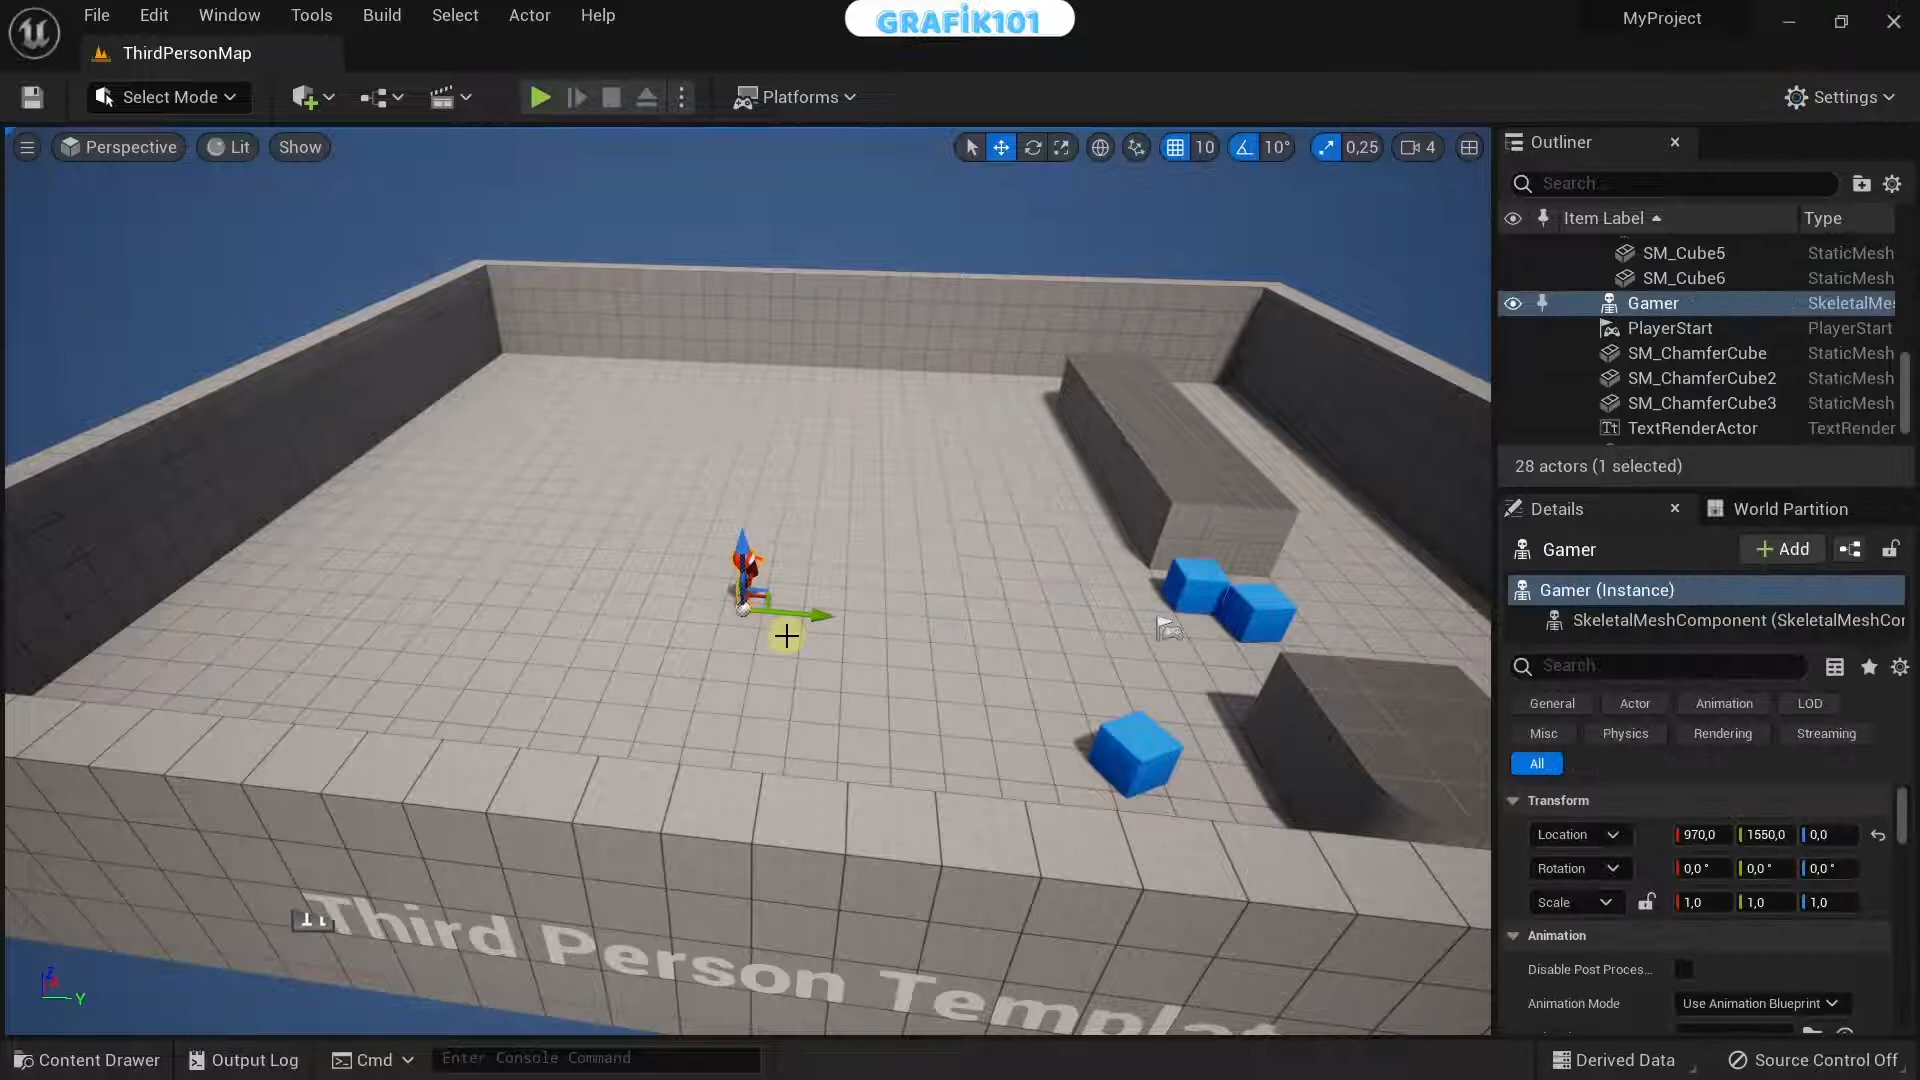 File Edit Window Tools Build Select Actor Help
GRAFİK101
MyProject
ThirdPersonMap
Select Mode
Platforms
Settings
Perspective
Lit
Show
10
10°
0,25
4
Outliner
Search...
Item Label
Type
SM_Cube5 StaticMesh
SM_Cube6 StaticMesh
Gamer SkeletalMes
PlayerStart PlayerStart
SM_ChamferCube StaticMesh
SM_ChamferCube2 StaticMesh
SM_ChamferCube3 StaticMesh
TextRenderActor TextRender
28 actors (1 selected)
Details
World Partition
Gamer
Add
Gamer (Instance)
SkeletalMeshComponent (SkeletalMeshCor
Search
General Actor Animation LOD
Misc Physics Rendering Streaming
All
Transform
Location 970,0 1550,0 0,0
Rotation 0,0 ° 0,0 ° 0,0 °
Scale 1,0 1,0 1,0
Animation
Disable Post Proces...
Animation Mode Use Animation Blueprint
Third Person Templat
Z
Y
Content Drawer
Output Log
Cmd
Enter Console Command
Derived Data
Source Control Off